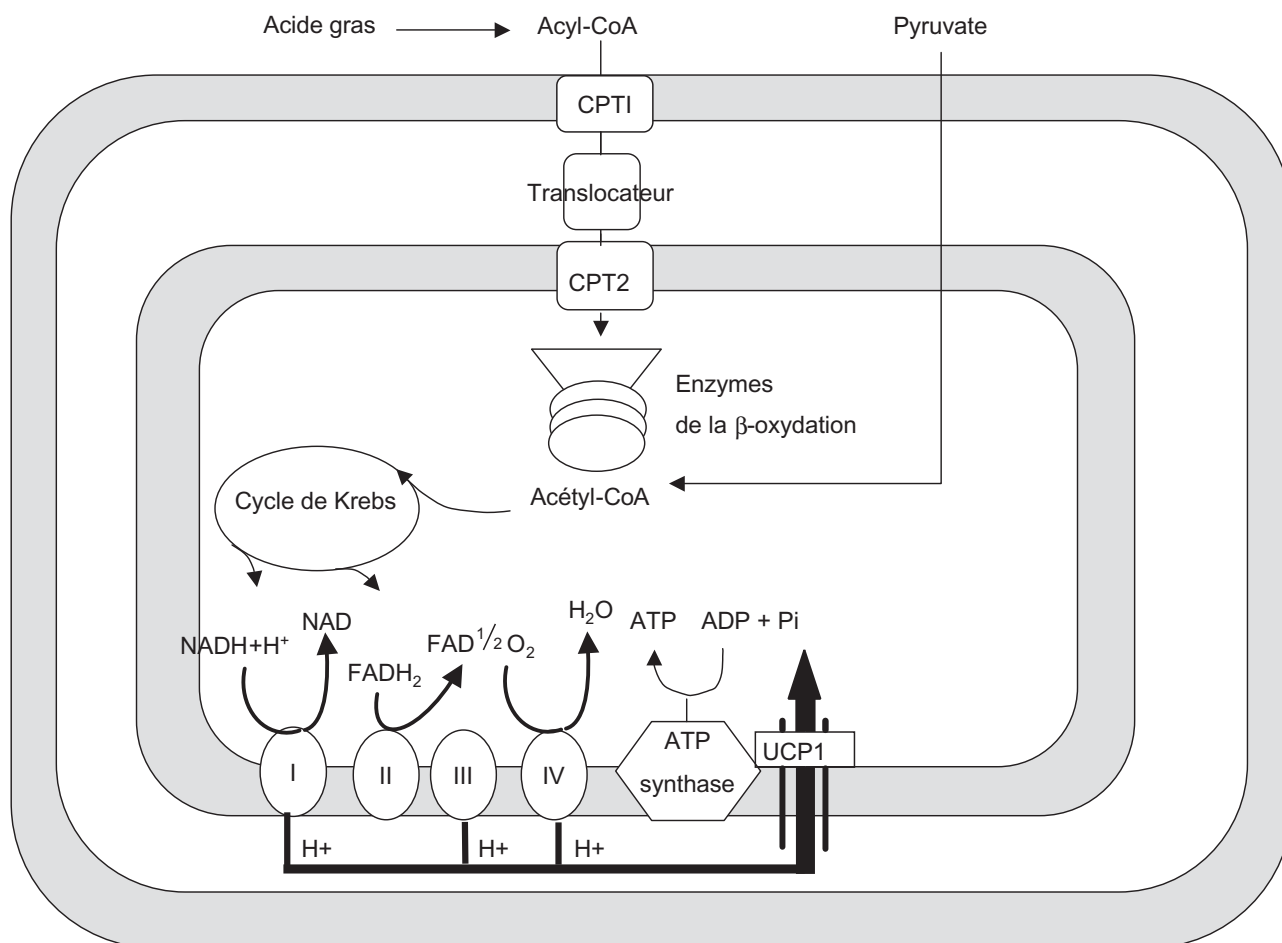 Acide gras
Acyl-CoA
Pyruvate
CPTI
Translocateur
CPT2
Enzymes
de la β-oxydation
Acétyl-CoA
Cycle de Krebs
NADH+H⁺
NAD
FADH₂
FAD
½ O₂
H₂O
ATP
ADP + Pi
I
II
III
IV
ATP
synthase
UCP1
H+
H+
H+